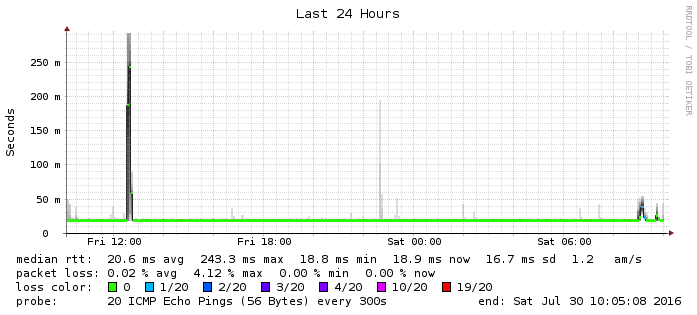 Last 24 Hours
RRDTOOL / TOBI OETIKER
Seconds
250 m
200 m
150 m
100 m
50 m
0
Fri 12:00 Fri 18:00 Sat 00:00 Sat 06:00
median rtt: 20.6 ms avg 243.3 ms max 18.8 ms min 18.9 ms now 16.7 ms sd 1.2 am/s
packet loss: 0.02 % avg 4.12 % max 0.00 % min 0.00 % now
loss color: 0 1/20 2/20 3/20 4/20 10/20 19/20
probe: 20 ICMP Echo Pings (56 Bytes) every 300s end: Sat Jul 30 10:05:08 2016